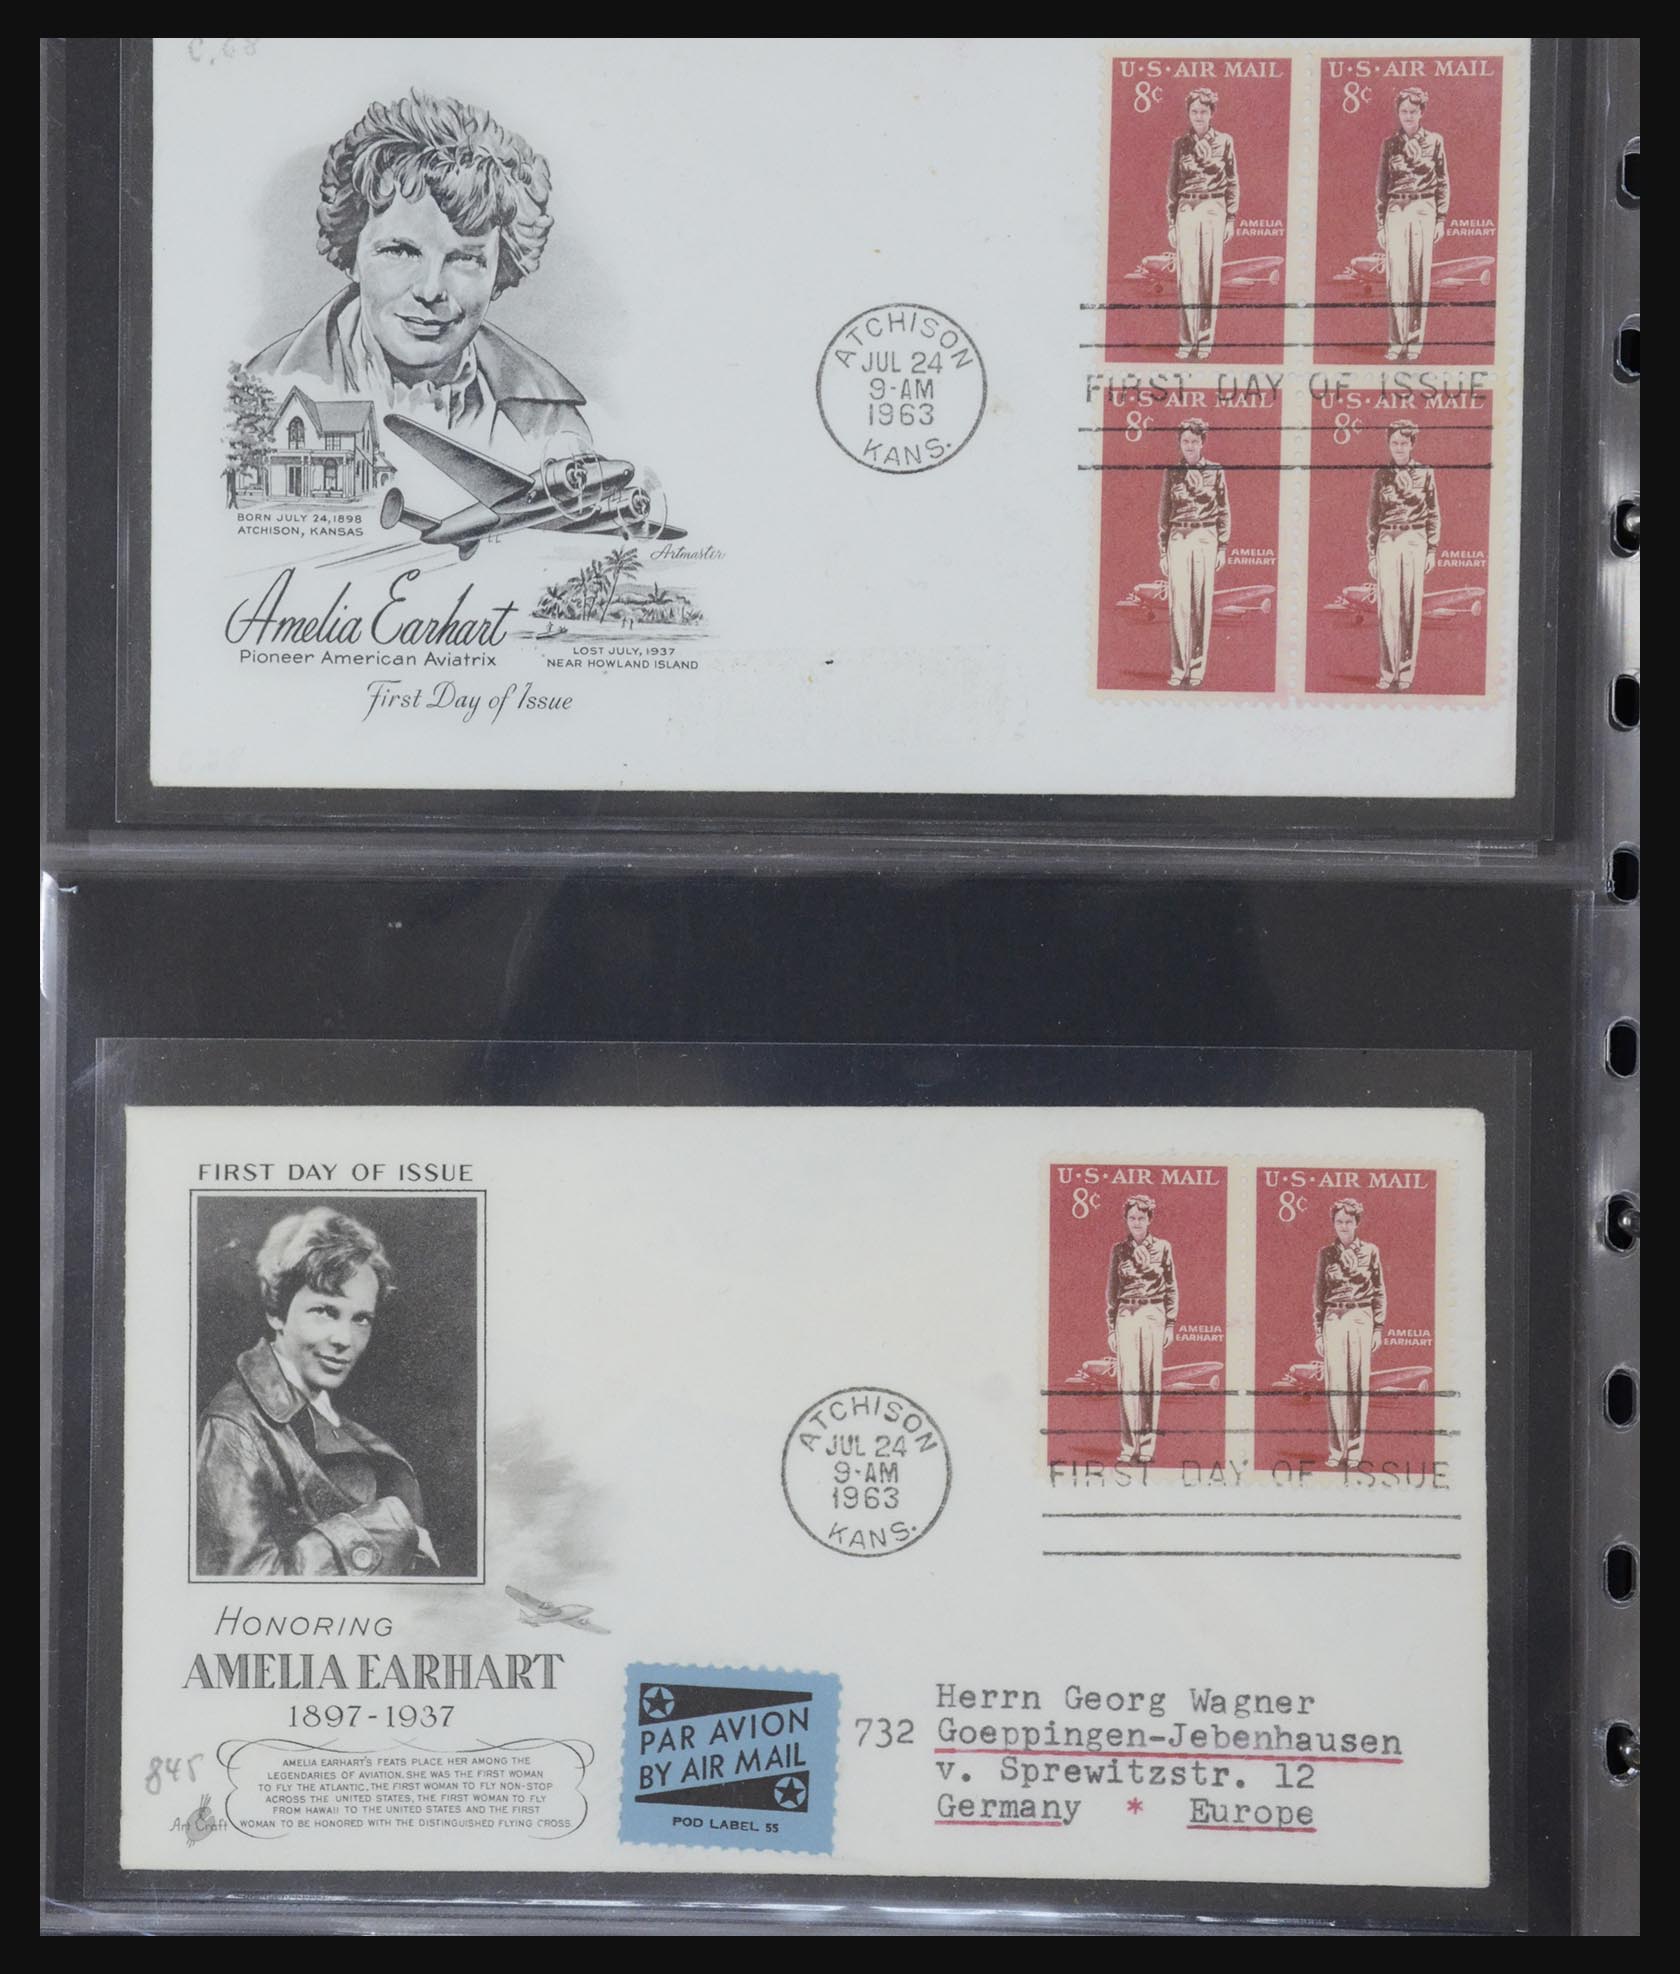 C.68
U·S·AIR MAIL
8¢
AMELIA
EARHART
U·S·AIR MAIL
8¢
AMELIA
EARHART
ATCHISON
JUL 24
9-AM
1963
KANS.
FIRST DAY OF ISSUE
U·S·AIR MAIL
8¢
AMELIA
EARHART
U·S·AIR MAIL
8¢
AMELIA
EARHART
BORN JULY 24, 1898
ATCHISON, KANSAS
Artmaster
Amelia Earhart
Pioneer American Aviatrix
LOST JULY, 1937
NEAR HOWLAND ISLAND
First Day of Issue
FIRST DAY OF ISSUE
U·S·AIR MAIL
8¢
AMELIA
EARHART
U·S·AIR MAIL
8¢
AMELIA
EARHART
ATCHISON
JUL 24
9-AM
1963
KANS.
FIRST DAY OF ISSUE
HONORING
AMELIA EARHART
1897-1937
AMELIA EARHART'S FEATS PLACE HER AMONG THE
LEGENDARIES OF AVIATION. SHE WAS THE FIRST WOMAN
TO FLY THE ATLANTIC, THE FIRST WOMAN TO FLY NON-STOP
ACROSS THE UNITED STATES, THE FIRST WOMAN TO FLY
FROM HAWAII TO THE UNITED STATES AND THE FIRST
WOMAN TO BE HONORED WITH THE DISTINGUISHED FLYING CROSS.
845
Art Craft
PAR AVION
BY AIR MAIL
POD LABEL 55
Herrn Georg Wagner
732 Goeppingen-Jebenhausen
v. Sprewitzstr. 12
Germany * Europe